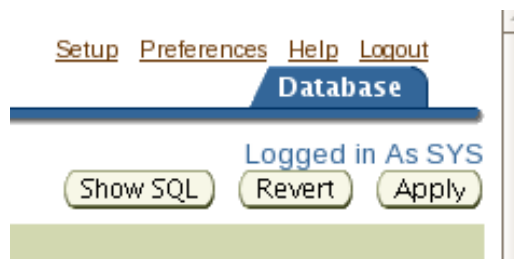 Setup Preferences Help Logout
Database
Logged in As SYS
Show SQL Revert Apply